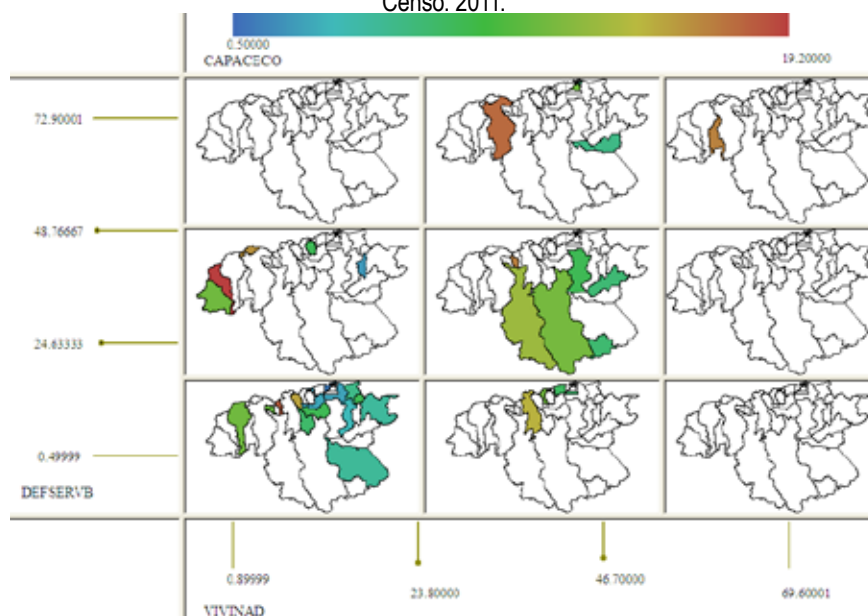 Censo. 2011.
0.50000
CAPACECO
19.20000
72.90001
48.76667
24.63333
0.49999
DEFSERVB
0.89999
23.80000
46.70000
69.60001
VIVINAD